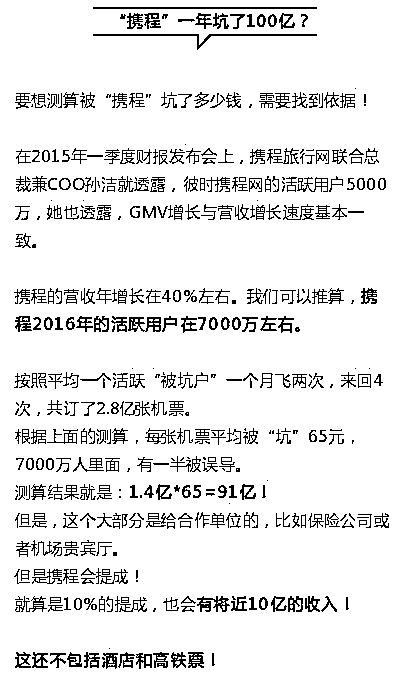 “携程”一年坑了100亿？
要想测算被“携程”坑了多少钱，需要找到依据！
在2015年一季度财报发布会上，携程旅行网联合总
裁兼COO孙洁就透露，彼时携程网的活跃用户5000
万，她也透露，GMV增长与营收增长速度基本一
致。
携程的营收年增长在40%左右。我们可以推算，携
程2016年的活跃用户在7000万左右。
按照平均一个活跃“被坑户”一个月飞两次，来回4
次，共订了2.8亿张机票。
根据上面的测算，每张机票平均被“坑”65元，
7000万人里面，有一半被误导。
测算结果就是：1.4亿*65=91亿！
但是，这个大部分是给合作单位的，比如保险公司或
者机场贵宾厅。
但是携程会提成！
就算是10%的提成，也会有将近10亿的收入！
这还不包括酒店和高铁票！